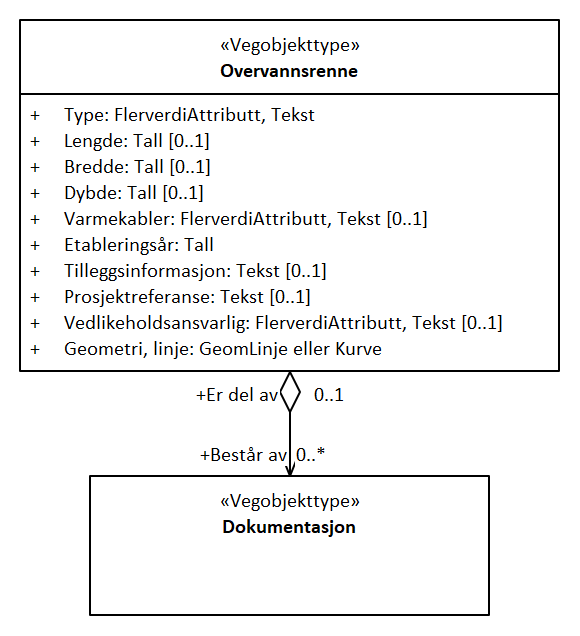 «Vegobjekttype»
Overvannsrenne
+ Type: FlerverdiAttributt, Tekst
+ Lengde: Tall [0..1]
+ Bredde: Tall [0..1]
+ Dybde: Tall [0..1]
+ Varmekabler: FlerverdiAttributt, Tekst [0..1]
+ Etableringsår: Tall
+ Tilleggsinformasjon: Tekst [0..1]
+ Prosjektreferanse: Tekst [0..1]
+ Vedlikeholdsansvarlig: FlerverdiAttributt, Tekst [0..1]
+ Geometri, linje: GeomLinje eller Kurve
+Er del av 0..1
+Består av 0..*
«Vegobjekttype»
Dokumentasjon